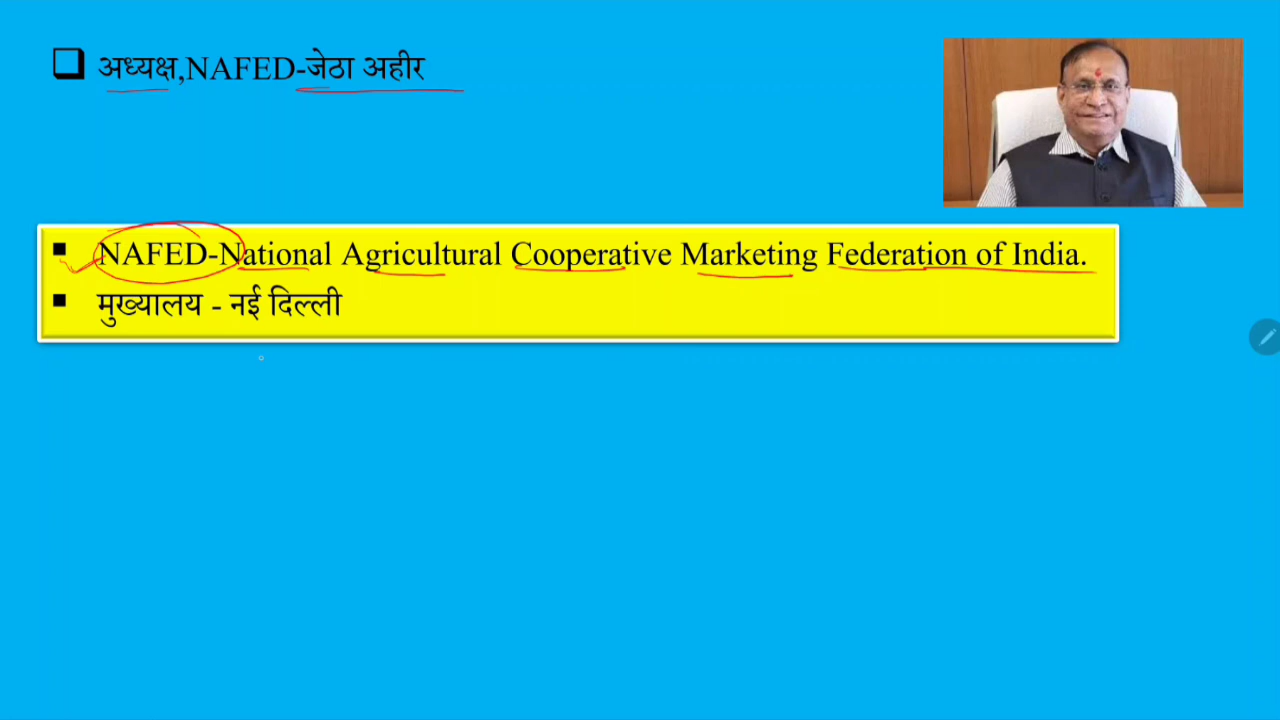 अध्यक्ष,NAFED-जेठा अहीर
NAFED-National Agricultural Cooperative Marketing Federation of India.
मुख्यालय - नई दिल्ली